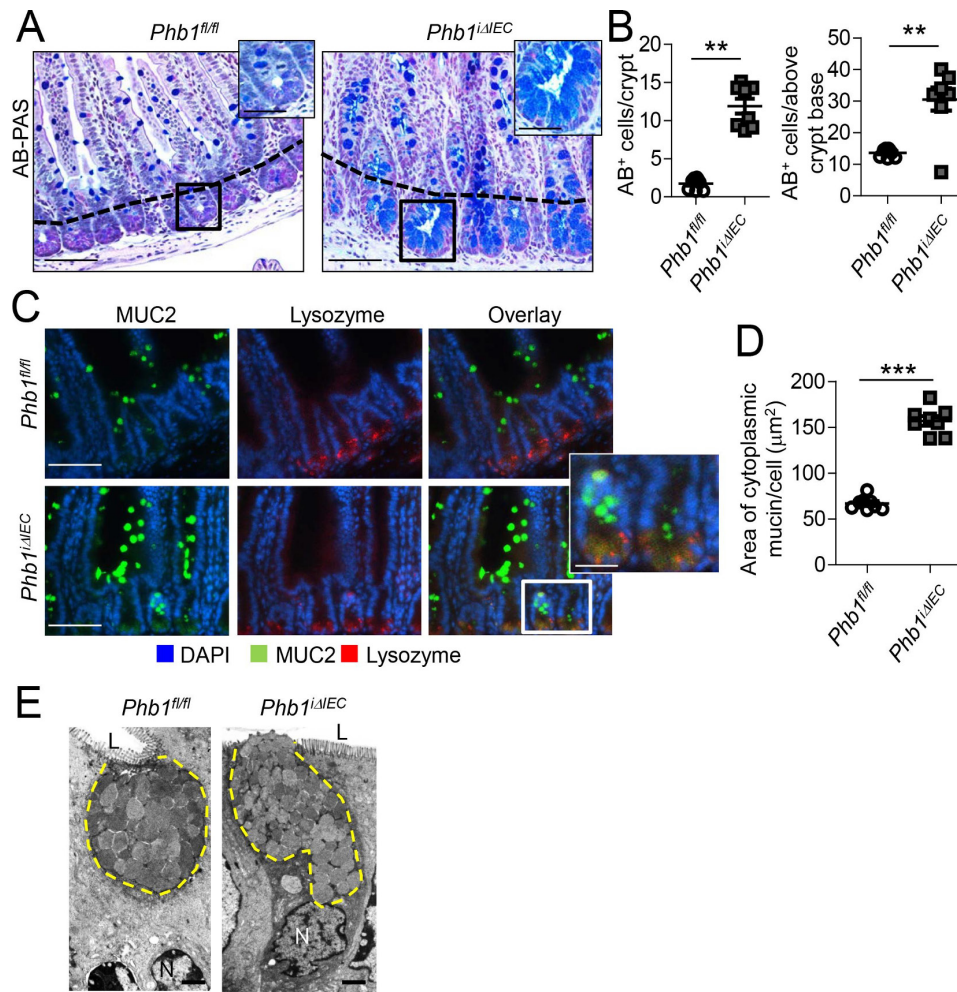 A
Phb1fl/fl
Phb1iΔIEC
AB-PAS
B
AB+ cells/crypt
20
15
10
5
0
**
Phb1fl/fl
Phb1iΔIEC
AB+ cells/above
crypt base
50
40
30
20
10
0
**
Phb1fl/fl
Phb1iΔIEC
C
MUC2
Lysozyme
Overlay
Phb1fl/fl
Phb1iΔIEC
DAPI
MUC2
Lysozyme
D
Area of cytoplasmic
mucin/cell (μm2)
200
150
100
50
0
***
Phb1fl/fl
Phb1iΔIEC
E
Phb1fl/fl
Phb1iΔIEC
L
N
L
N